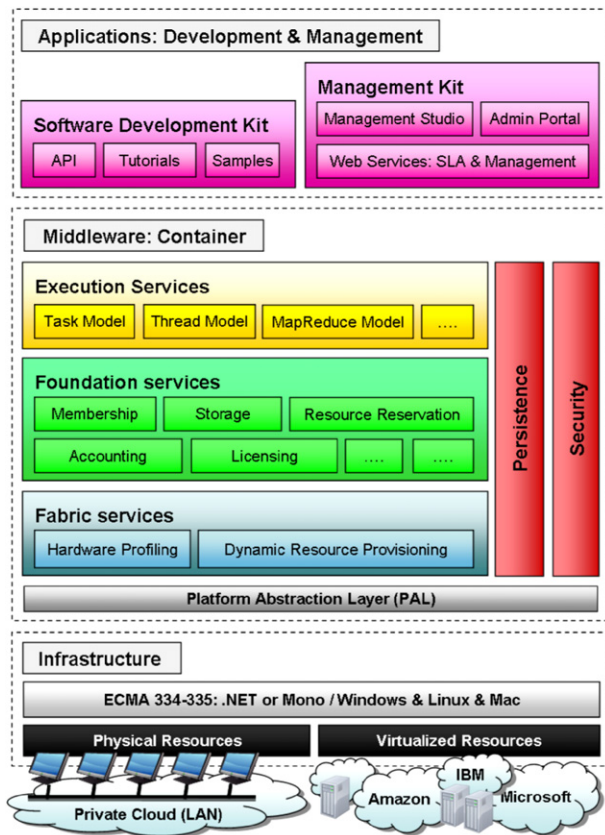 Applications: Development & Management
Software Development Kit
API
Tutorials
Samples
Management Kit
Management Studio
Admin Portal
Web Services: SLA & Management
Middleware: Container
Execution Services
Task Model
Thread Model
MapReduce Model
....
Foundation services
Membership
Storage
Resource Reservation
Accounting
Licensing
....
....
Fabric services
Hardware Profiling
Dynamic Resource Provisioning
Persistence
Security
Platform Abstraction Layer (PAL)
Infrastructure
ECMA 334-335: .NET or Mono / Windows & Linux & Mac
Physical Resources
Virtualized Resources
Private Cloud (LAN)
Amazon
IBM
Microsoft